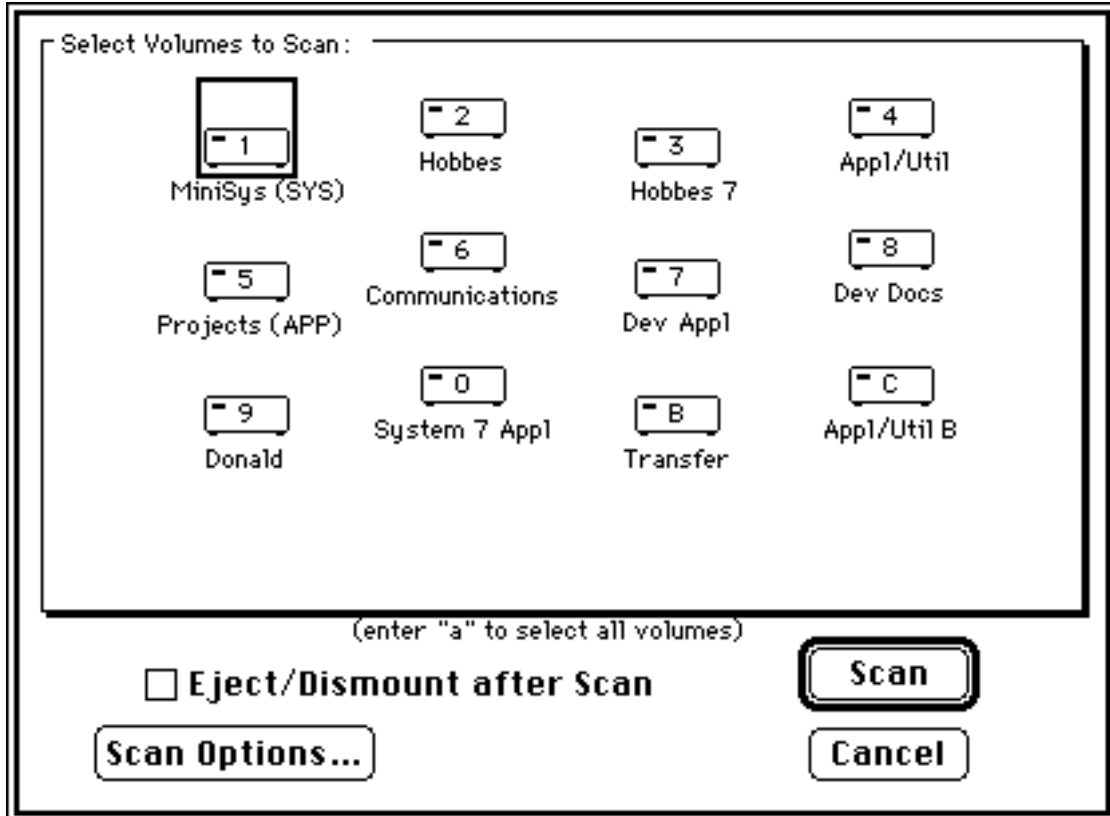 Select Volumes to Scan:
1
MiniSys (SYS)
2
Hobbes
3
Hobbes 7
4
Appl/Util
5
Projects (APP)
6
Communications
7
Dev Appl
8
Dev Docs
9
Donald
0
System 7 Appl
B
Transfer
C
Appl/Util B
(enter "a" to select all volumes)
Eject/Dismount after Scan
Scan
Scan Options...
Cancel